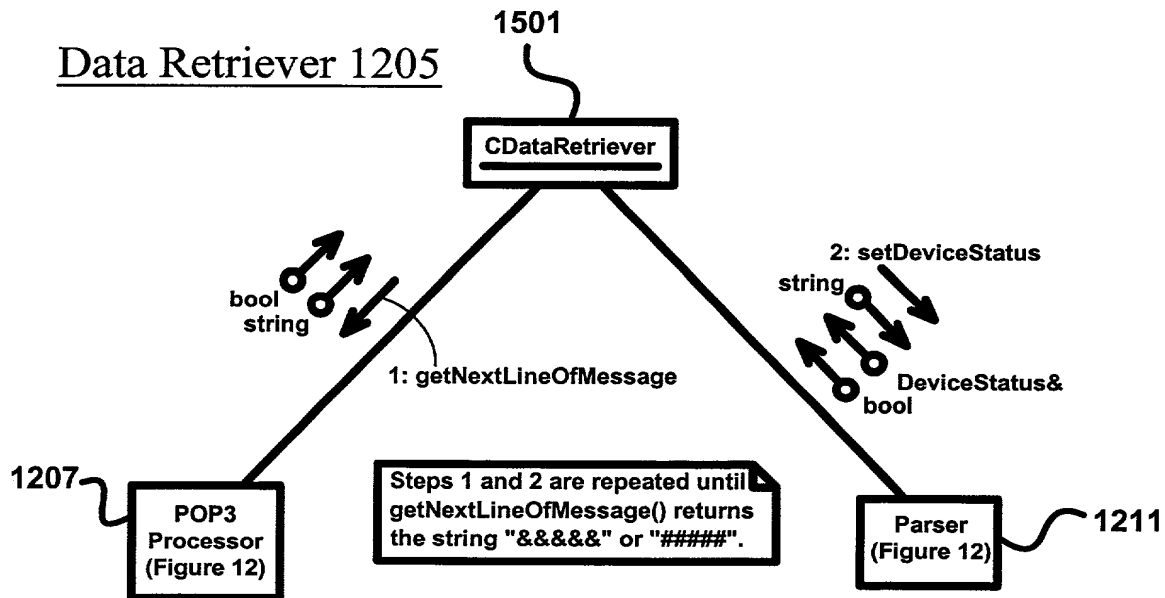 1501
Data Retriever 1205
CDataRetriever
2: setDeviceStatus
string
bool
string
1: getNextLineOfMessage
DeviceStatus&
bool
1207
POP3
Processor
(Figure 12)
Steps 1 and 2 are repeated until
getNextLineOfMessage() returns
the string "&&&&&" or "#####".
Parser
(Figure 12)
1211